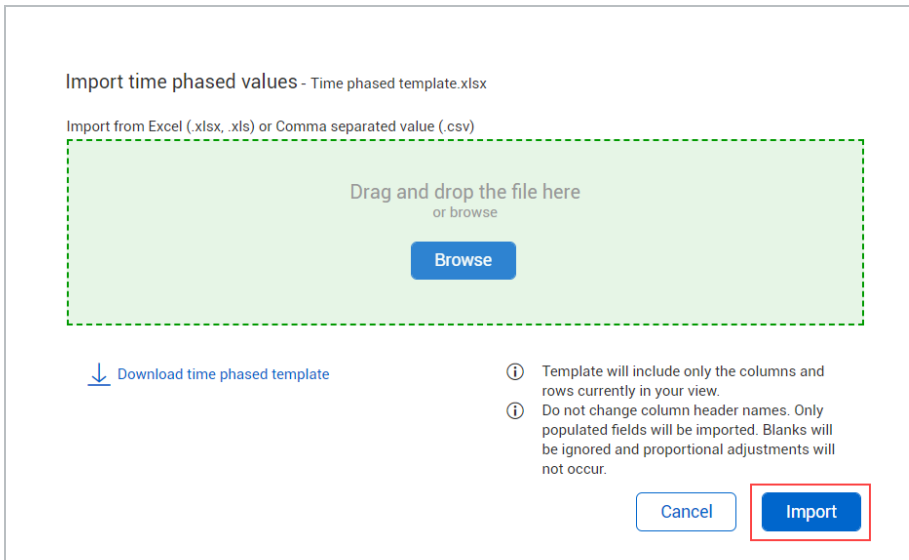 Import time phased values - Time phased template.xlsx
Import from Excel (.xlsx, .xls) or Comma separated value (.csv)
Drag and drop the file here
or browse
Browse
Download time phased template
Template will include only the columns and
rows currently in your view.
Do not change column header names. Only
populated fields will be imported. Blanks will
be ignored and proportional adjustments will
not occur.
Cancel
Import